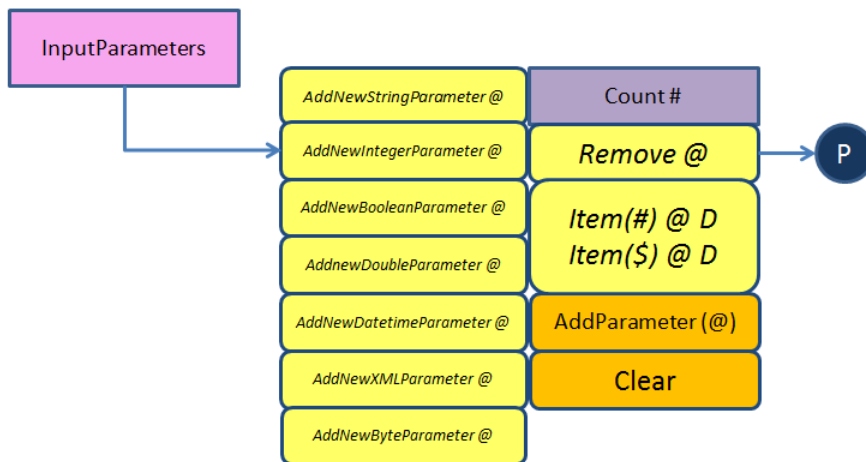 InputParameters
AddNewStringParameter @
Count #
AddNewIntegerParameter @
Remove @
P
AddNewBooleanParameter @
Item(#) @ D
Item($) @ D
AddnewDoubleParameter @
AddNewDatetimeParameter @
AddParameter (@)
AddNewXMLParameter @
Clear
AddNewByteParameter @